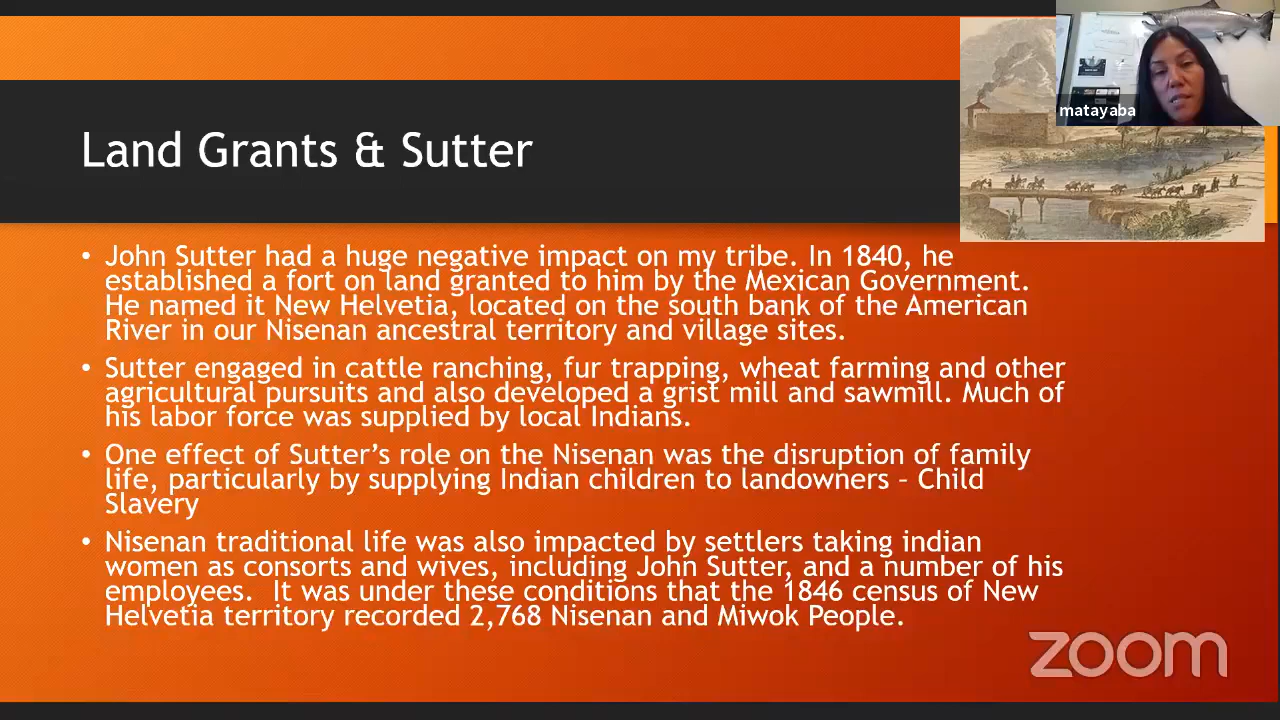 matayaba
Land Grants & Sutter
• John Sutter had a huge negative impact on my tribe. In 1840, he
established a fort on land granted to him by the Mexican Government.
He named it New Helvetia, located on the south bank of the American
River in our Nisenan ancestral territory and village sites.
• Sutter engaged in cattle ranching, fur trapping, wheat farming and other
agricultural pursuits and also developed a grist mill and sawmill. Much of
his labor force was supplied by local Indians.
• One effect of Sutter’s role on the Nisenan was the disruption of family
life, particularly by supplying Indian children to landowners – Child
Slavery
• Nisenan traditional life was also impacted by settlers taking indian
women as consorts and wives, including John Sutter, and a number of his
employees.  It was under these conditions that the 1846 census of New
Helvetia territory recorded 2,768 Nisenan and Miwok People.
zoom